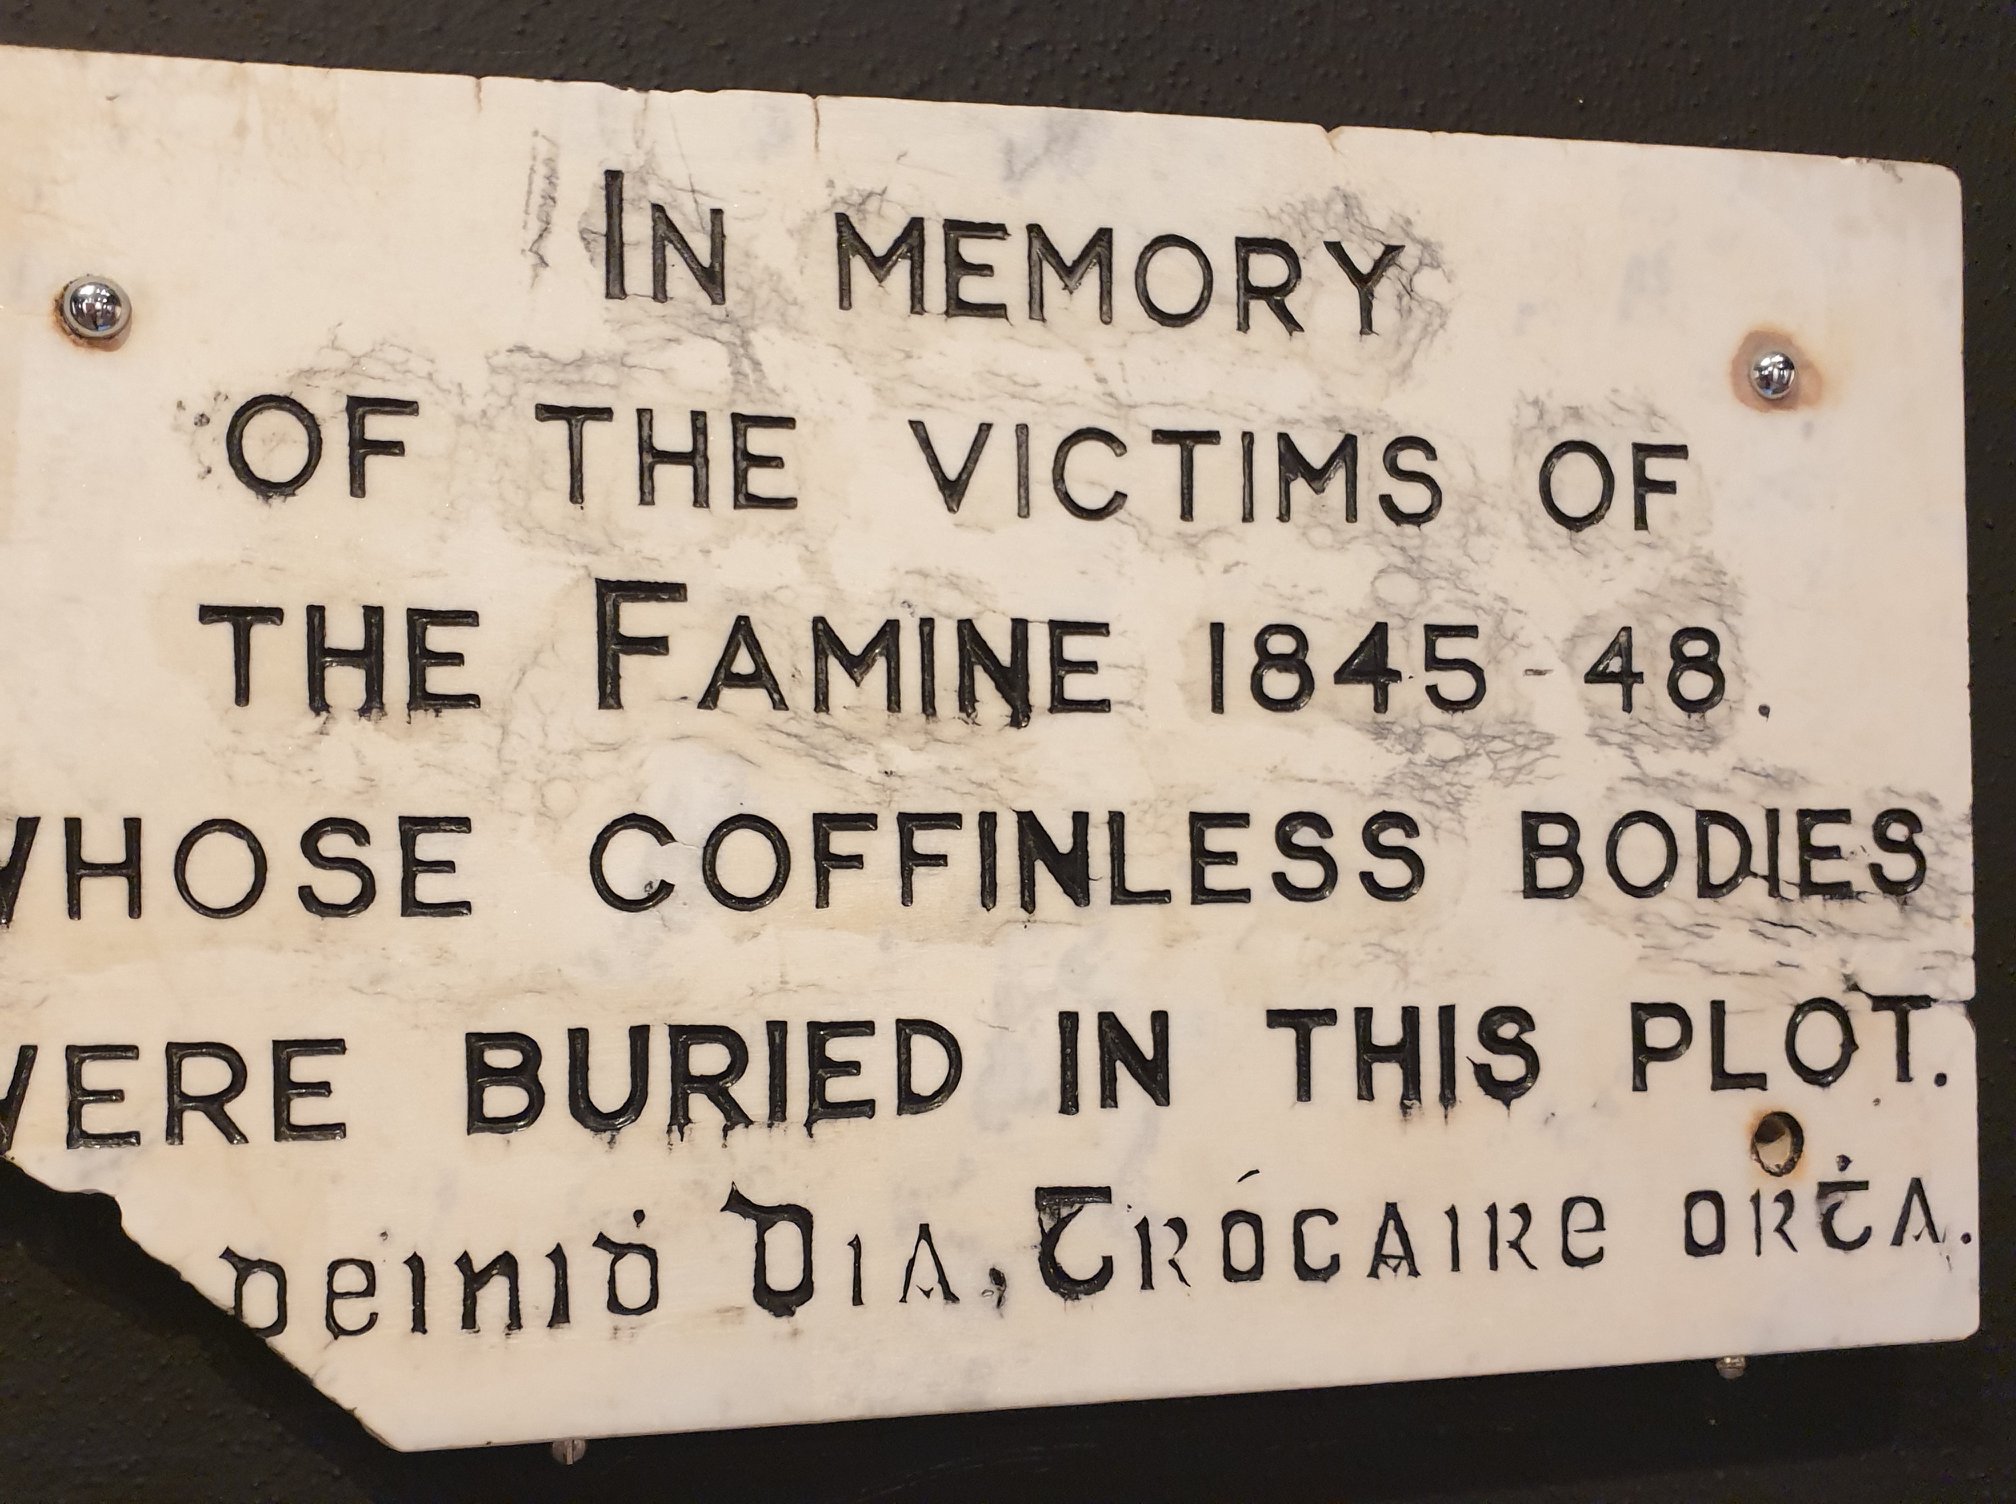 IN MEMORY
OF THE VICTIMS OF
THE FAMINE 1845-48.
WHOSE COFFINLESS BODIES
WERE BURIED IN THIS PLOT.
deiniḋ Dia, Trócaire orṫa.